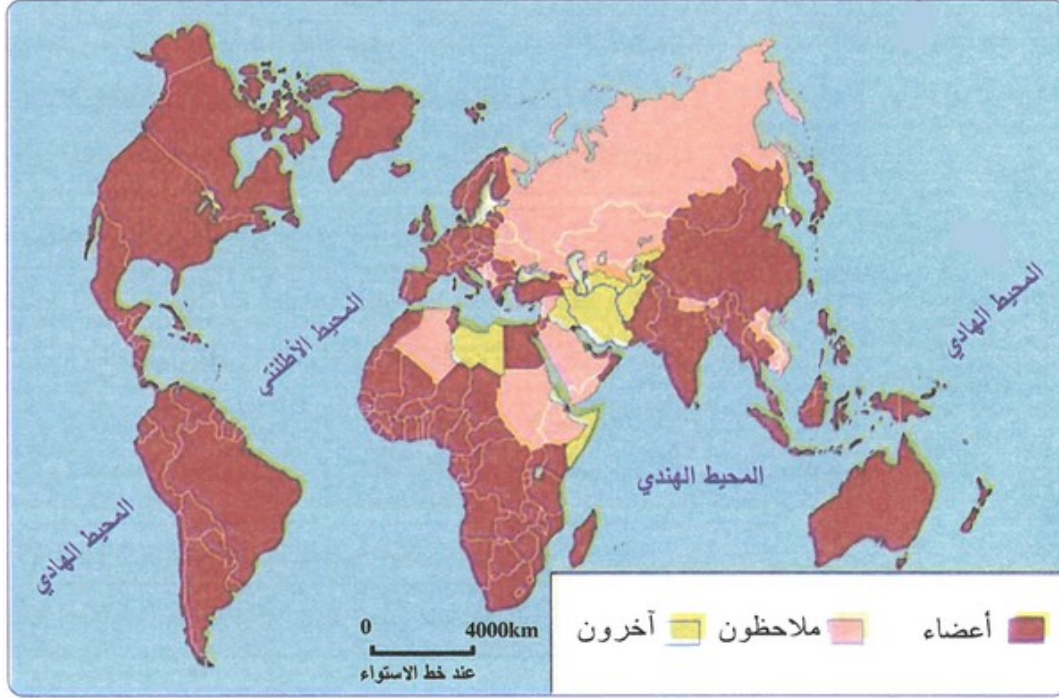 المحيط الهادي
المحيط الأطلنتي
المحيط الهندي
المحيط الهادي
0 4000km
عند خط الاستواء
أعضاء
ملاحظون
آخرون